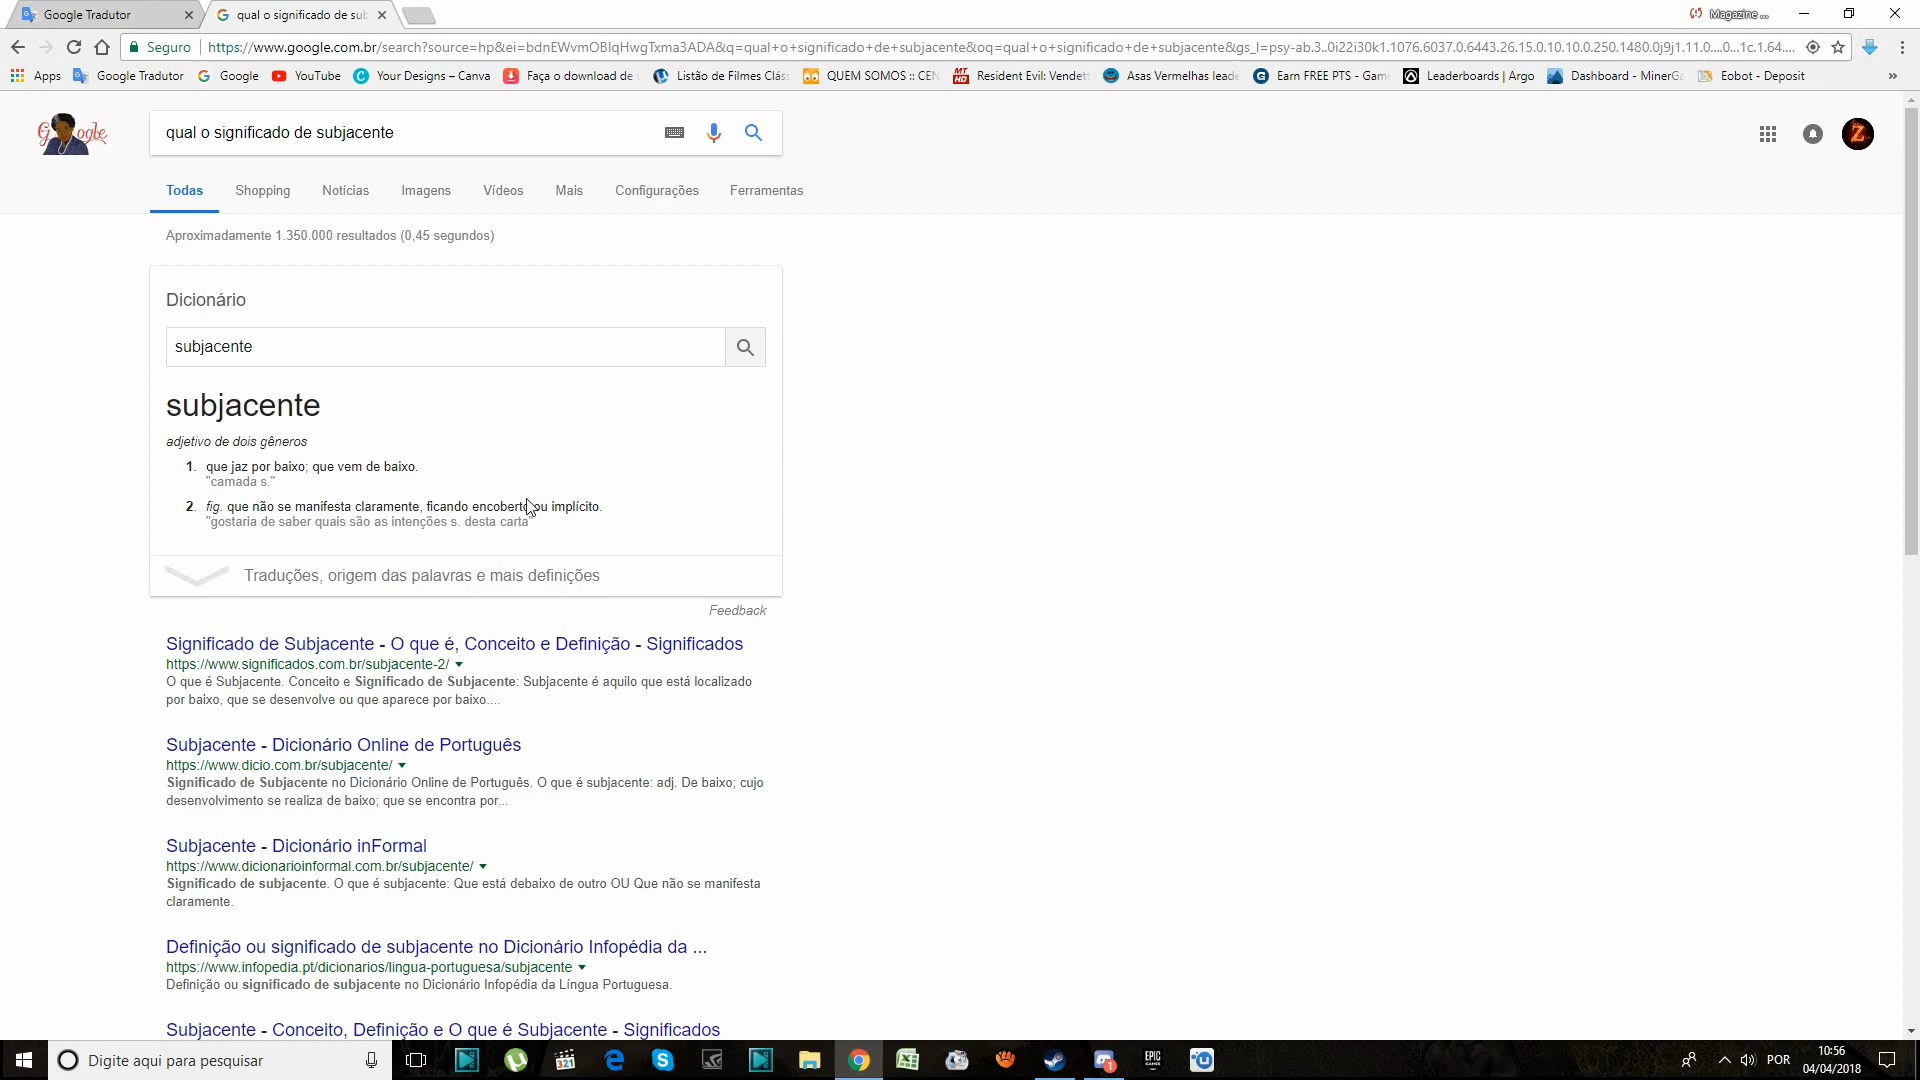 Google Tradutor
qual o significado de sub
Magazine ...
Seguro
https://www.google.com.br/search?source=hp&ei=bdnEWvmOBIqHwgTxma3ADA&q=qual+o+significado+de+subjacente&oq=qual+o+significado+de+subjacente&gs_l=psy-ab.3..0i22i30k1.1076.6037.0.6443.26.15.0.10.10.0.250.1480.0j9j1.11.0....0...1c.1.64....
Apps
Google Tradutor
Google
YouTube
Your Designs – Canva
Faça o download de
Listão de Filmes Clás
QUEM SOMOS :: CEN
Resident Evil: Vendett
Asas Vermelhas leade
Earn FREE PTS - Gam
Leaderboards | Argo
Dashboard - MinerGa
Eobot - Deposit
»
qual o significado de subjacente
Todas
Shopping
Notícias
Imagens
Vídeos
Mais
Configurações
Ferramentas
Aproximadamente 1.350.000 resultados (0,45 segundos)
Dicionário
subjacente
subjacente
adjetivo de dois gêneros
1. que jaz por baixo; que vem de baixo.
"camada s."
2. fig. que não se manifesta claramente, ficando encoberto ou implícito.
"gostaria de saber quais são as intenções s. desta carta"
Traduções, origem das palavras e mais definições
Feedback
Significado de Subjacente - O que é, Conceito e Definição - Significados
https://www.significados.com.br/subjacente-2/
O que é Subjacente. Conceito e Significado de Subjacente: Subjacente é aquilo que está localizado
por baixo, que se desenvolve ou que aparece por baixo....
Subjacente - Dicionário Online de Português
https://www.dicio.com.br/subjacente/
Significado de Subjacente no Dicionário Online de Português. O que é subjacente: adj. De baixo; cujo
desenvolvimento se realiza de baixo; que se encontra por...
Subjacente - Dicionário inFormal
https://www.dicionarioinformal.com.br/subjacente/
Significado de subjacente. O que é subjacente: Que está debaixo de outro OU Que não se manifesta
claramente.
Definição ou significado de subjacente no Dicionário Infopédia da ...
https://www.infopedia.pt/dicionarios/lingua-portuguesa/subjacente
Definição ou significado de subjacente no Dicionário Infopédia da Língua Portuguesa.
Subjacente - Conceito, Definição e O que é Subjacente - Significados
Digite aqui para pesquisar
321
EPIC
GAMES
POR
10:56
04/04/2018